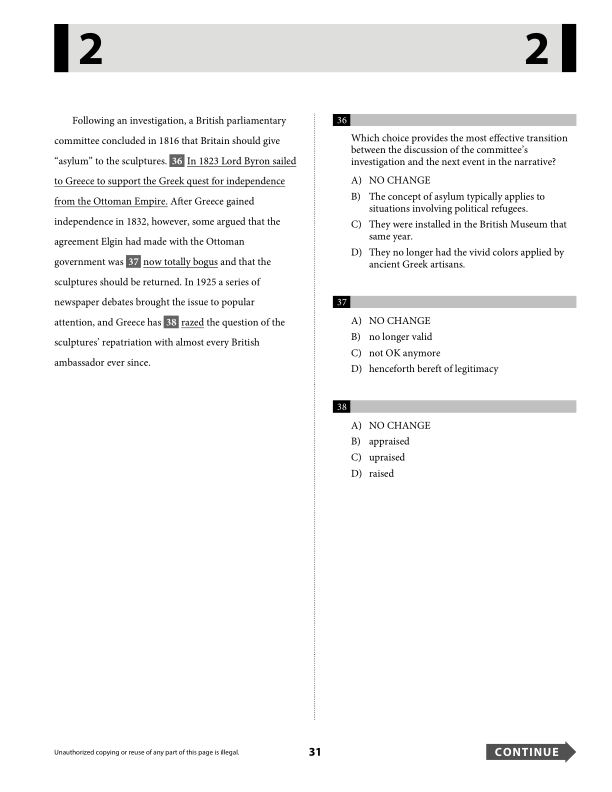 2
2
Following an investigation, a British parliamentary
committee concluded in 1816 that Britain should give
“asylum” to the sculptures. 36 In 1823 Lord Byron sailed
to Greece to support the Greek quest for independence
from the Ottoman Empire. After Greece gained
independence in 1832, however, some argued that the
agreement Elgin had made with the Ottoman
government was 37 now totally bogus and that the
sculptures should be returned. In 1925 a series of
newspaper debates brought the issue to popular
attention, and Greece has 38 razed the question of the
sculptures’ repatriation with almost every British
ambassador ever since.
36
Which choice provides the most effective transition
between the discussion of the committee’s
investigation and the next event in the narrative?
A) NO CHANGE
B) The concept of asylum typically applies to
situations involving political refugees.
C) They were installed in the British Museum that
same year.
D) They no longer had the vivid colors applied by
ancient Greek artisans.
37
A) NO CHANGE
B) no longer valid
C) not OK anymore
D) henceforth bereft of legitimacy
38
A) NO CHANGE
B) appraised
C) upraised
D) raised
Unauthorized copying or reuse of any part of this page is illegal.
31
CONTINUE